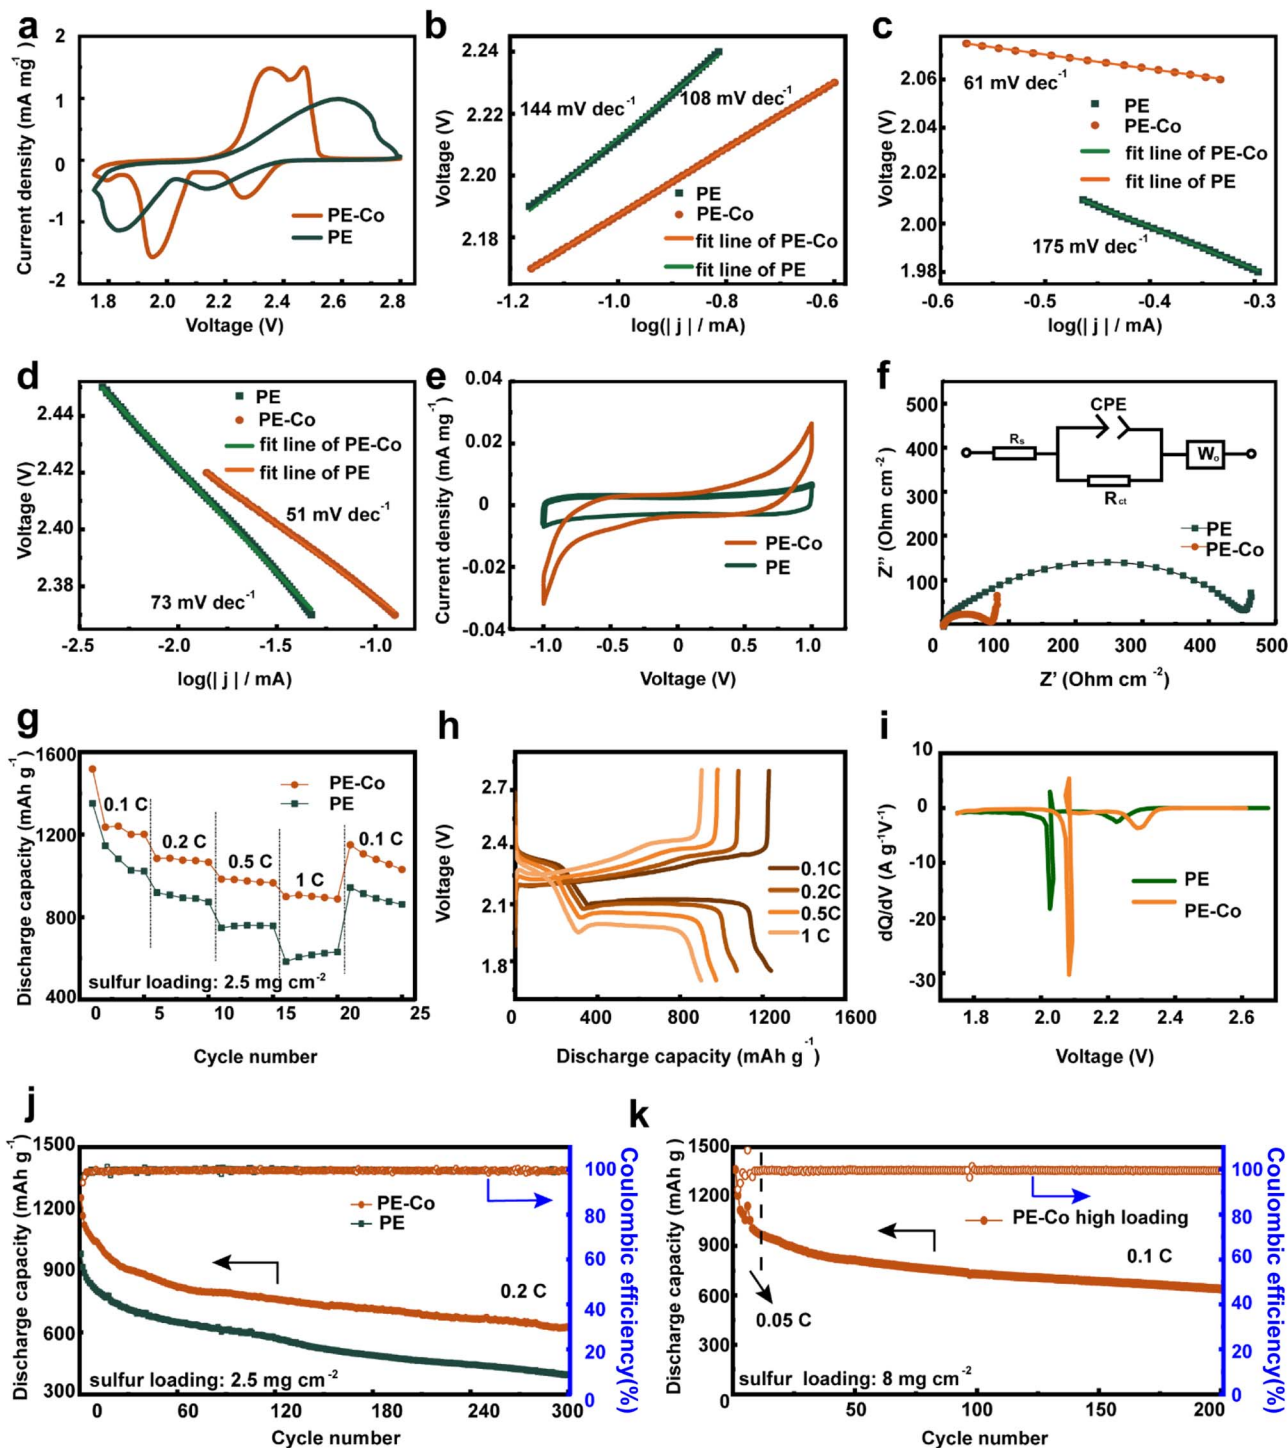 a
2
1
0
-1
-2
Current density (mA mg⁻¹)
PE-Co
PE
1.8 2.0 2.2 2.4 2.6 2.8
Voltage (V)
b
2.24
2.22
2.20
2.18
Voltage (V)
144 mV dec⁻¹
108 mV dec⁻¹
PE
PE-Co
fit line of PE-Co
fit line of PE
-1.2 -1.0 -0.8 -0.6
log(| j | / mA)
c
2.06
2.04
2.02
2.00
1.98
Voltage (V)
61 mV dec⁻¹
PE
PE-Co
fit line of PE-Co
fit line of PE
175 mV dec⁻¹
-0.6 -0.5 -0.4 -0.3
log(| j | / mA)
d
2.44
2.42
2.40
2.38
Voltage (V)
PE
PE-Co
fit line of PE-Co
fit line of PE
51 mV dec⁻¹
73 mV dec⁻¹
-2.5 -2.0 -1.5 -1.0
log(| j | / mA)
e
0.04
0.02
0
-0.02
-0.04
Current density (mA mg⁻¹)
PE-Co
PE
-1.0 -0.5 0 0.5 1.0
Voltage (V)
f
500
400
300
200
100
Z'' (Ohm cm⁻²)
CPE
Rs
Rct
Wo
PE
PE-Co
0 100 200 300 400 500
Z' (Ohm cm ⁻²)
g
1600
1200
800
400
Discharge capacity (mAh g⁻¹)
PE-Co
PE
0.1 C
0.2 C
0.5 C
1 C
0.1 C
sulfur loading: 2.5 mg cm⁻²
0 5 10 15 20 25
Cycle number
h
2.7
2.4
2.1
1.8
Voltage (V)
0.1C
0.2C
0.5C
1 C
0 400 800 1200 1600
Discharge capacity (mAh g⁻¹)
i
10
0
-10
-20
-30
dQ/dV (A g⁻¹V⁻¹)
PE
PE-Co
1.8 2.0 2.2 2.4 2.6
Voltage (V)
j
1500
1200
900
600
300
Discharge capacity (mAh g⁻¹)
PE-Co
PE
0.2 C
sulfur loading: 2.5 mg cm⁻²
100
80
60
40
20
0
Coulombic efficiency(%)
0 60 120 180 240 300
Cycle number
k
1500
1200
900
600
300
0
Discharge capacity (mAh g⁻¹)
PE-Co high loading
0.1 C
0.05 C
sulfur loading: 8 mg cm⁻²
100
80
60
40
20
0
Coulombic efficiency(%)
50 100 150 200
Cycle number